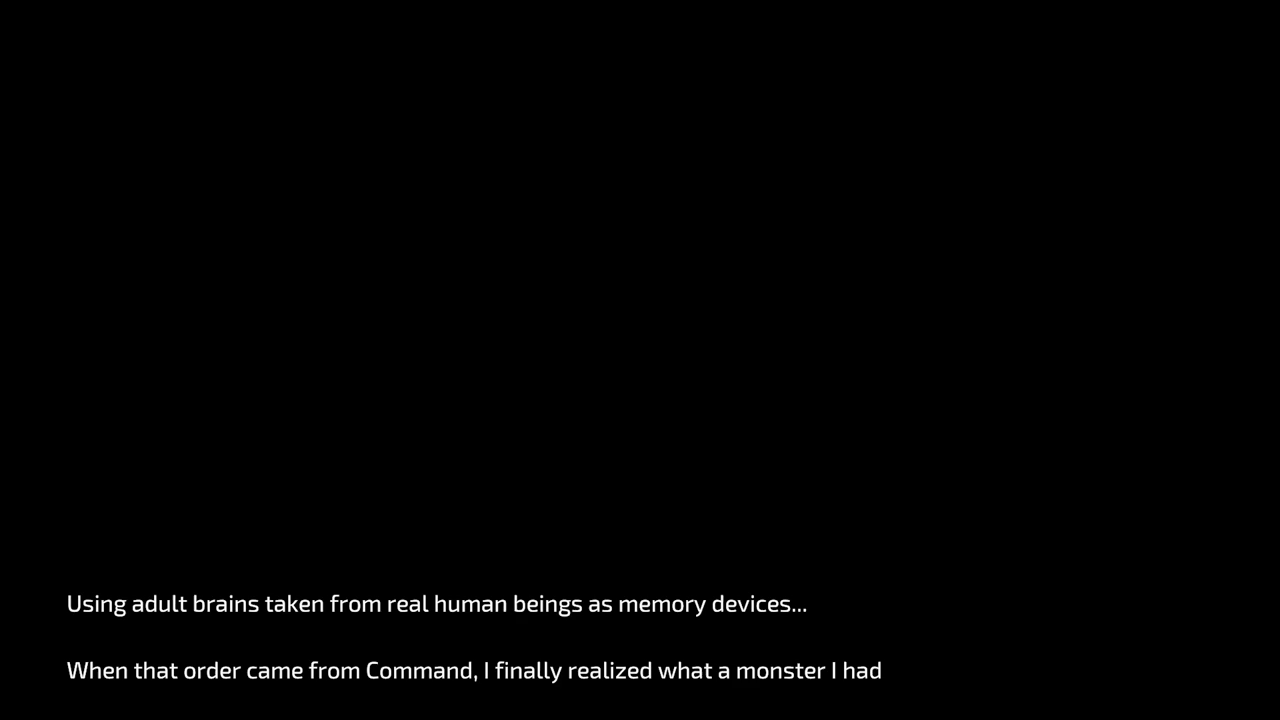 Using adult brains taken from real human beings as memory devices...
When that order came from Command, I finally realized what a monster I had